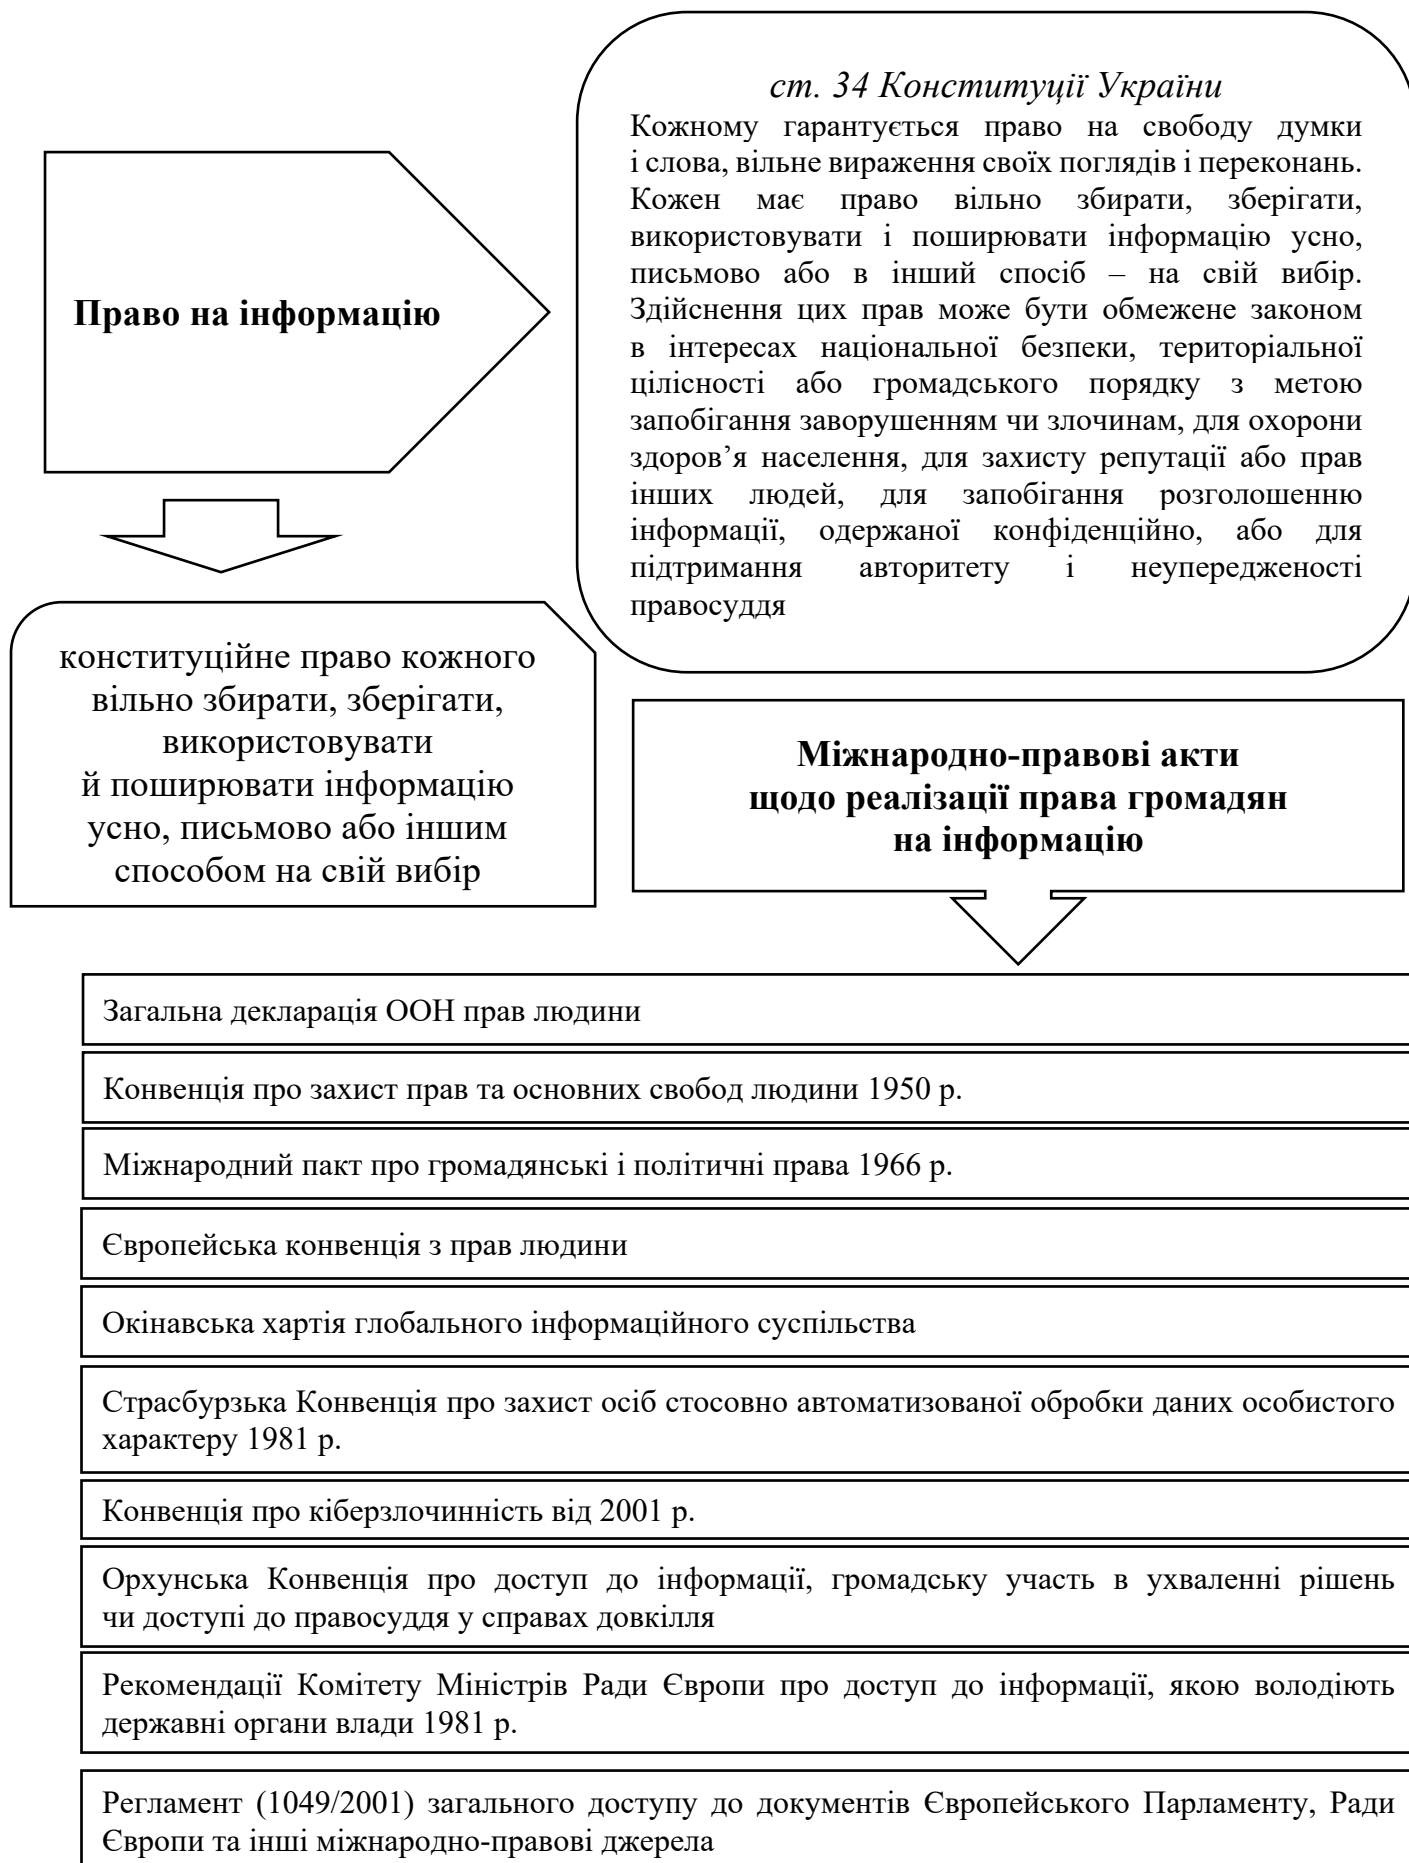 Право на інформацію
ст. 34 Конституції України
Кожному гарантується право на свободу думки
і слова, вільне вираження своїх поглядів і переконань.
Кожен має право вільно збирати, зберігати,
використовувати і поширювати інформацію усно,
письмово або в інший спосіб – на свій вибір.
Здійснення цих прав може бути обмежене законом
в інтересах національної безпеки, територіальної
цілісності або громадського порядку з метою
запобігання заворушенням чи злочинам, для охорони
здоров’я населення, для захисту репутації або прав
інших людей, для запобігання розголошенню
інформації, одержаної конфіденційно, або для
підтримання авторитету і неупередженості
правосуддя
конституційне право кожного
вільно збирати, зберігати,
використовувати
й поширювати інформацію
усно, письмово або іншим
способом на свій вибір
Міжнародно-правові акти
щодо реалізації права громадян
на інформацію
Загальна декларація ООН прав людини
Конвенція про захист прав та основних свобод людини 1950 р.
Міжнародний пакт про громадянські і політичні права 1966 р.
Європейська конвенція з прав людини
Окінавська хартія глобального інформаційного суспільства
Страсбурзька Конвенція про захист осіб стосовно автоматизованої обробки даних особистого
характеру 1981 р.
Конвенція про кіберзлочинність від 2001 р.
Орхунська Конвенція про доступ до інформації, громадську участь в ухваленні рішень
чи доступі до правосуддя у справах довкілля
Рекомендації Комітету Міністрів Ради Європи про доступ до інформації, якою володіють
державні органи влади 1981 р.
Регламент (1049/2001) загального доступу до документів Європейського Парламенту, Ради
Європи та інші міжнародно-правові джерела